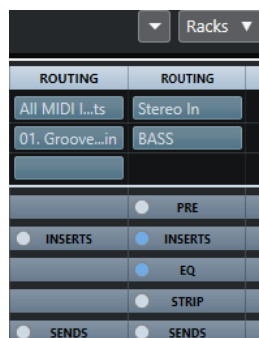 Racks
ROUTING ROUTING
All MIDI I...ts Stereo In
01. Groove...in BASS
PRE
INSERTS INSERTS
EQ
STRIP
SENDS SENDS